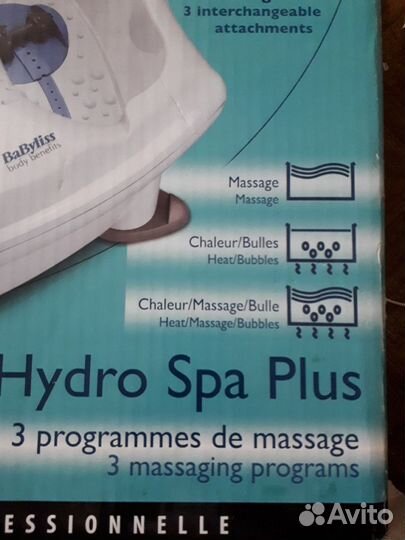 3 interchangeable
attachments
BaByliss
body benefits
Massage
Massage
Chaleur/Bulles
Heat/Bubbles
Chaleur/Massage/Bulle
Heat/Massage/Bubbles
Hydro Spa Plus
3 programmes de massage
3 massaging programs
ESSIONNELLE
Avito